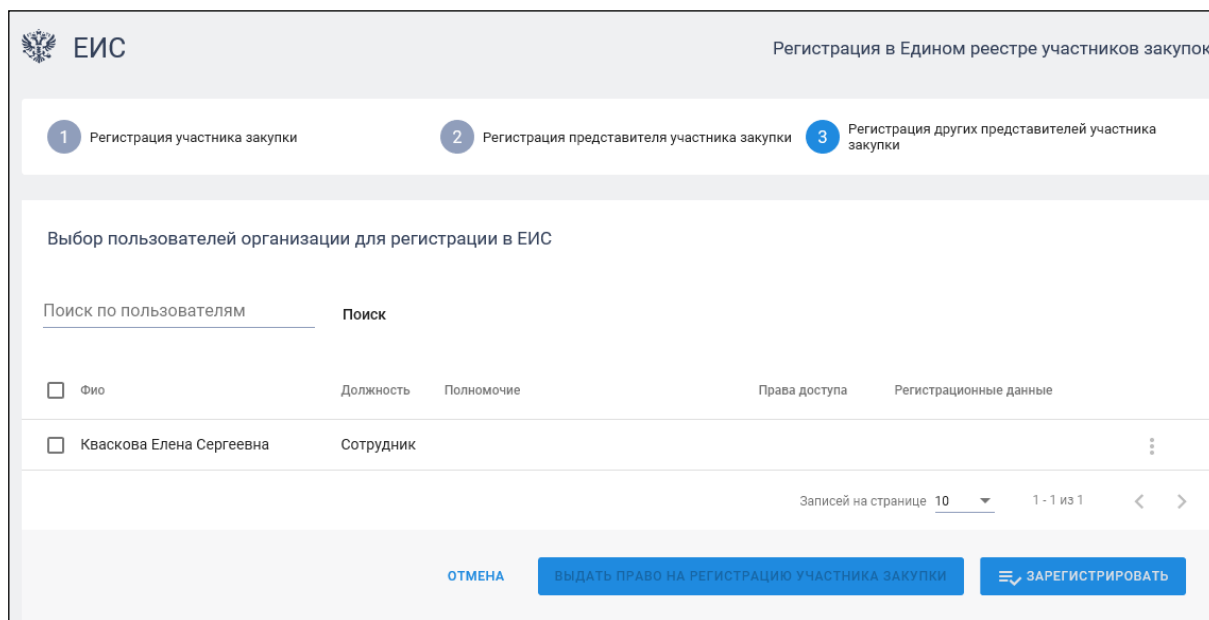 ЕИС
Регистрация в Едином реестре участников закупок
1 Регистрация участника закупки
2 Регистрация представителя участника закупки
3 Регистрация других представителей участника
закупки
Выбор пользователей организации для регистрации в ЕИС
Поиск по пользователям Поиск
Фио Должность Полномочие Права доступа Регистрационные данные
Кваскова Елена Сергеевна Сотрудник
Записей на странице 10 1 - 1 из 1
ОТМЕНА ВЫДАТЬ ПРАВО НА РЕГИСТРАЦИЮ УЧАСТНИКА ЗАКУПКИ ЗАРЕГИСТРИРОВАТЬ